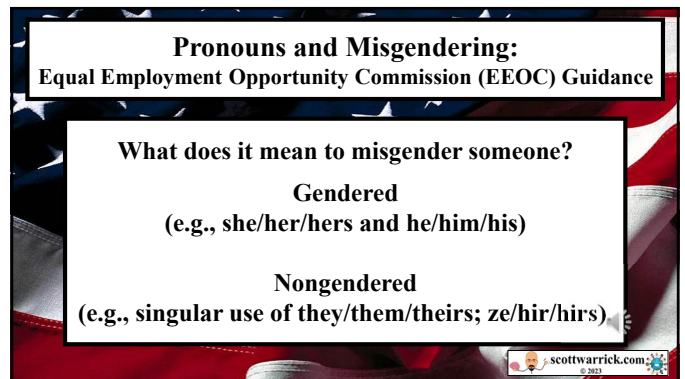 Pronouns and Misgendering:
Equal Employment Opportunity Commission (EEOC) Guidance
What does it mean to misgender someone?
Gendered
(e.g., she/her/hers and he/him/his)
Nongendered
(e.g., singular use of they/them/theirs; ze/hir/hirs)
scottwarrick.com
© 2023